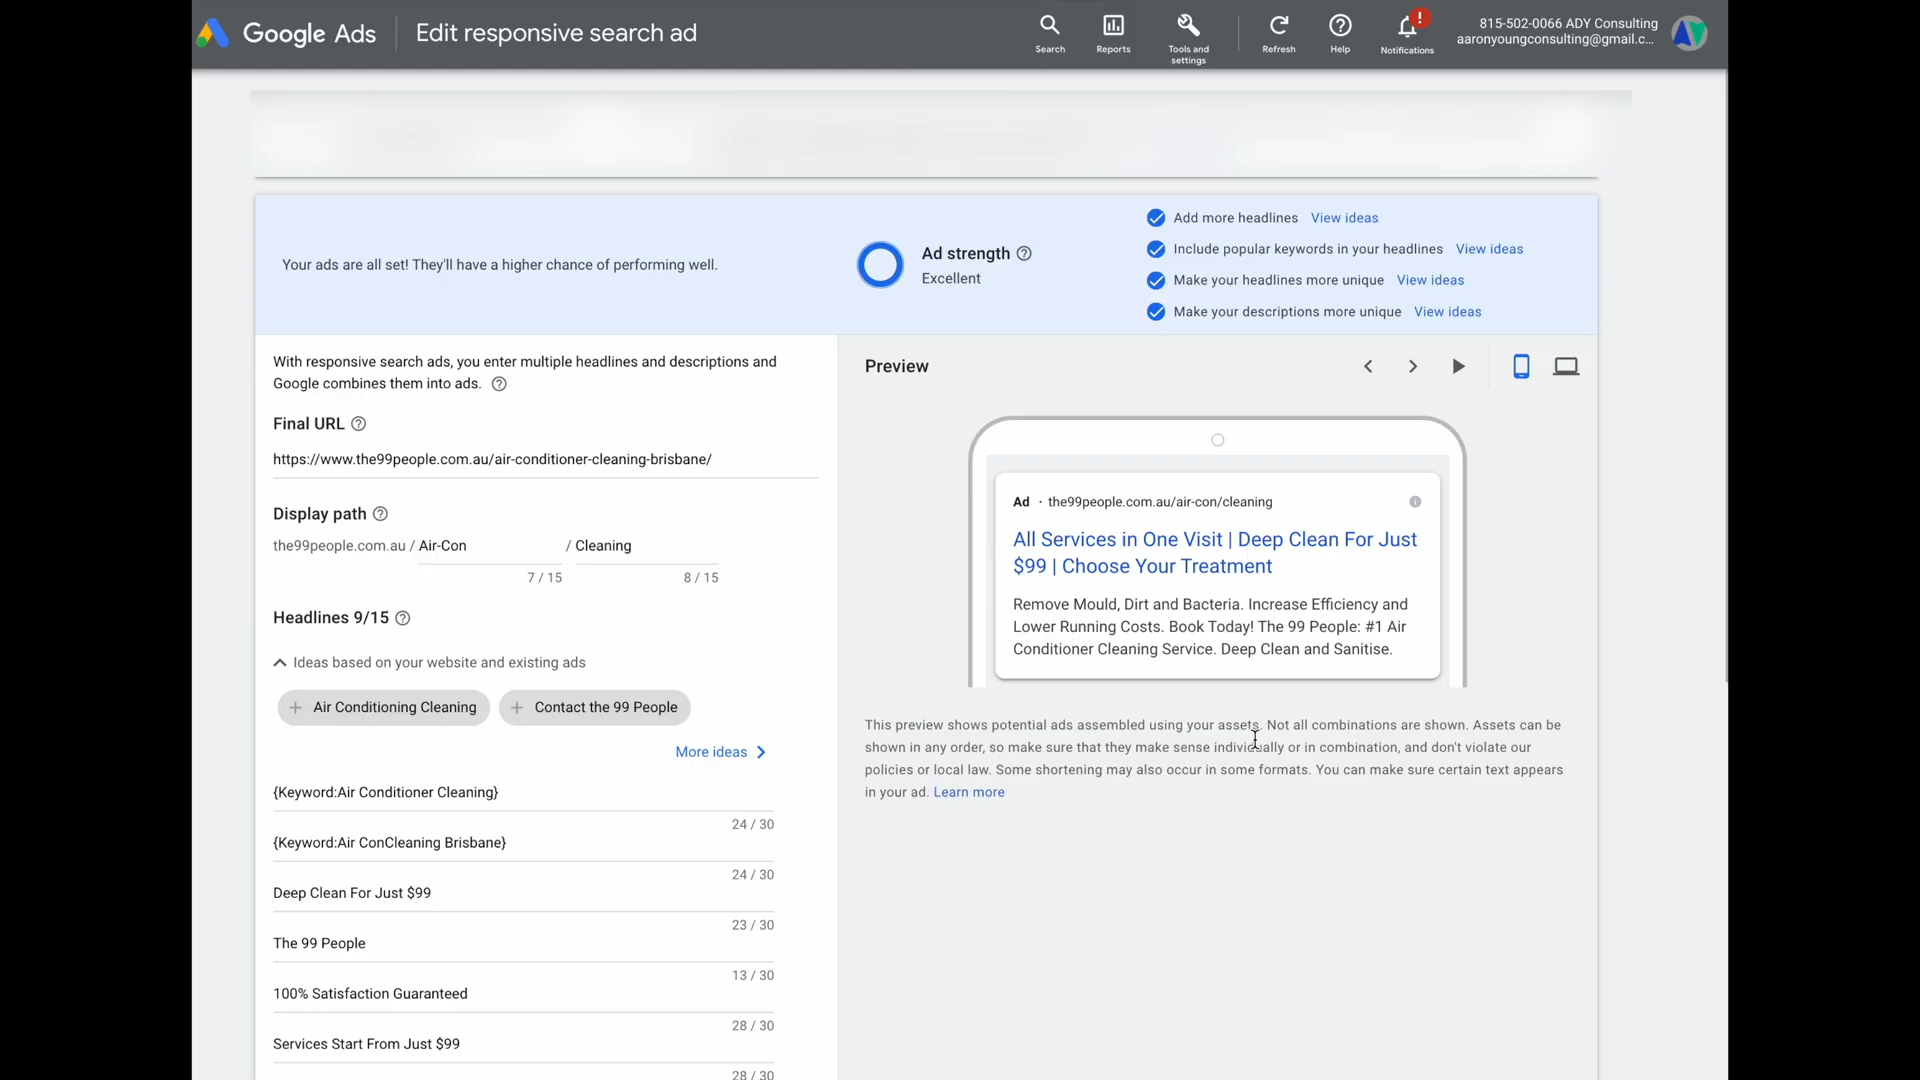 Google Ads
Edit responsive search ad
Search
Reports
Tools and
settings
Refresh
Help
!
Notifications
815-502-0066 ADY Consulting
aaronyoungconsulting@gmail.c...
Your ads are all set! They'll have a higher chance of performing well.
Ad strength
Excellent
Add more headlines View ideas
Include popular keywords in your headlines View ideas
Make your headlines more unique View ideas
Make your descriptions more unique View ideas
With responsive search ads, you enter multiple headlines and descriptions and
Google combines them into ads.
Final URL
https://www.the99people.com.au/air-conditioner-cleaning-brisbane/
Display path
the99people.com.au / Air-Con / Cleaning
7 / 15 8 / 15
Headlines 9/15
Ideas based on your website and existing ads
+ Air Conditioning Cleaning + Contact the 99 People
More ideas
{Keyword:Air Conditioner Cleaning}
24 / 30
{Keyword:Air ConCleaning Brisbane}
24 / 30
Deep Clean For Just $99
23 / 30
The 99 People
13 / 30
100% Satisfaction Guaranteed
28 / 30
Services Start From Just $99
28 / 30
Preview
Ad · the99people.com.au/air-con/cleaning
All Services in One Visit | Deep Clean For Just
$99 | Choose Your Treatment
Remove Mould, Dirt and Bacteria. Increase Efficiency and
Lower Running Costs. Book Today! The 99 People: #1 Air
Conditioner Cleaning Service. Deep Clean and Sanitise.
This preview shows potential ads assembled using your assets. Not all combinations are shown. Assets can be
shown in any order, so make sure that they make sense individually or in combination, and don't violate our
policies or local law. Some shortening may also occur in some formats. You can make sure certain text appears
in your ad. Learn more